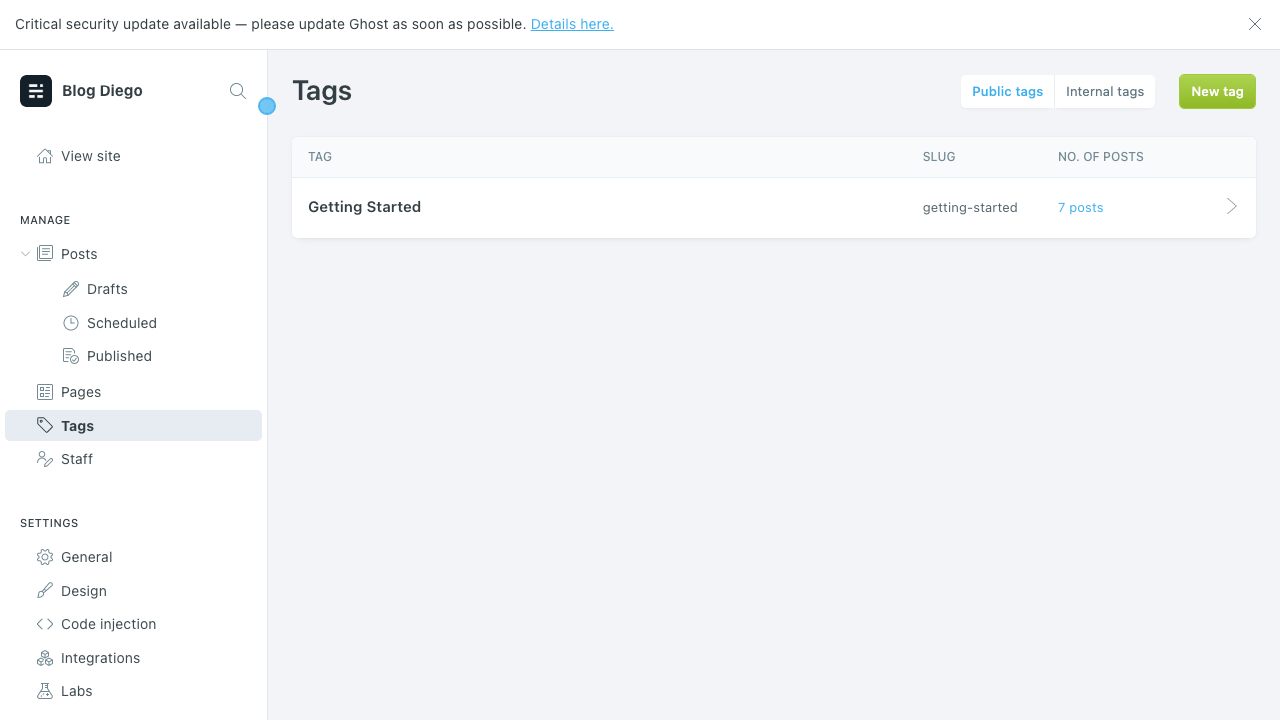 Critical security update available — please update Ghost as soon as possible. Details here.
Blog Diego
View site
MANAGE
Posts
Drafts
Scheduled
Published
Pages
Tags
Staff
SETTINGS
General
Design
Code injection
Integrations
Labs
Tags
Public tags
Internal tags
New tag
TAG SLUG NO. OF POSTS
Getting Started getting-started 7 posts